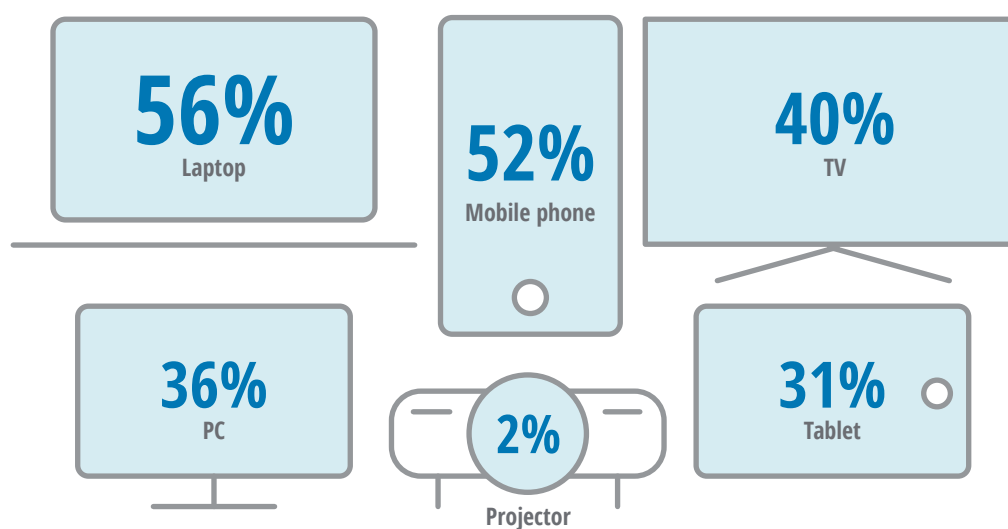 56%
Laptop
52%
Mobile phone
40%
TV
36%
PC
2%
Projector
31%
Tablet